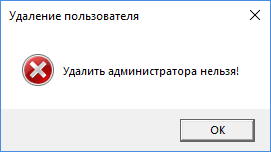 Удаление пользователя
Удалить администратора нельзя!
OK